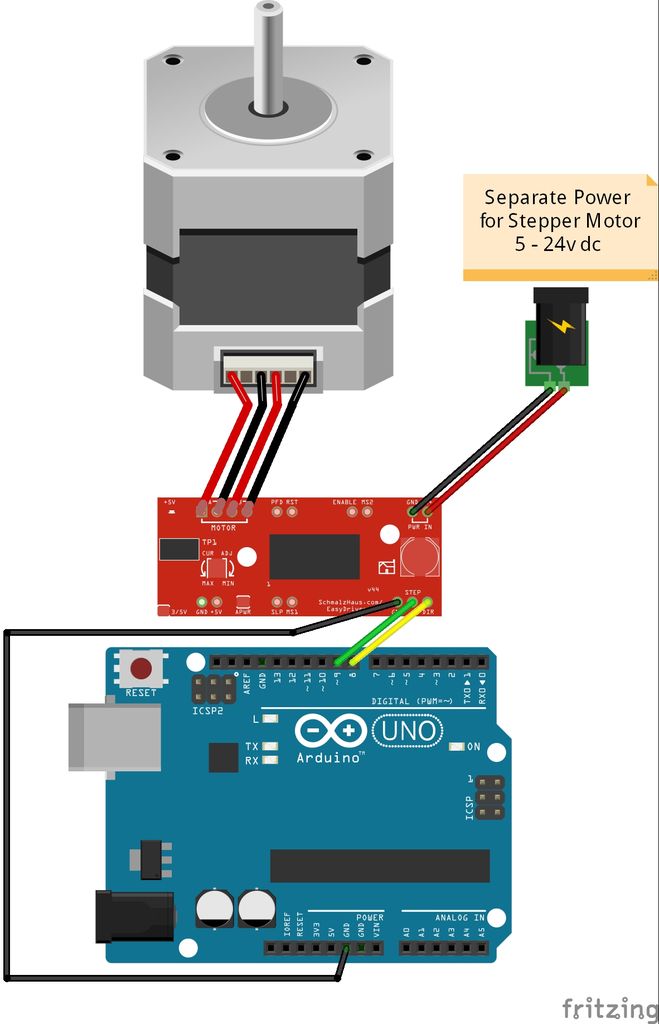 Separate Power
for Stepper Motor
5 - 24v dc
+5V
A
PFD RST
ENABLE MS2
GND
MOTOR
PWR IN
TP1
CUR ADJ
MAX MIN
1
v44
STEP
SchmalzHaus.com/
EasyDrive
DIR
3/5V
GND +5V
APWR
SLP MS1
RESET
ICSP2
AREF
GND
13
12
~11
~10
~9
8
7
~6
~5
4
~3
2
TXO▶1
RXO◀0
DIGITAL (PWM=~)
L
TX
RX
Arduino™
UNO
ON
1
ICSP
POWER
ANALOG IN
IOREF
RESET
3V3
5V
GND
GND
VIN
A0
A1
A2
A3
A4
A5
fritzing